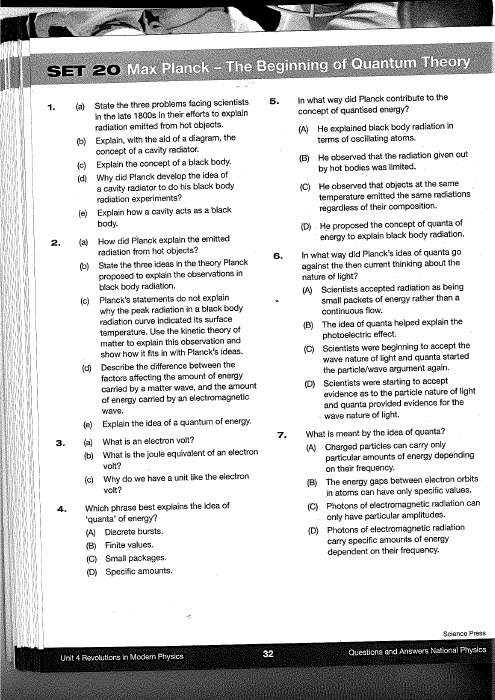 SET 20 Max Planck – The Beginning of Quantum Theory
1. (a) State the three problems facing scientists
in the late 1800s in their efforts to explain
radiation emitted from hot objects.
(b) Explain, with the aid of a diagram, the
concept of a cavity radiator.
(c) Explain the concept of a black body.
(d) Why did Planck develop the idea of
a cavity radiator to do his black body
radiation experiments?
(e) Explain how a cavity acts as a black
body.
2. (a) How did Planck explain the emitted
radiation from hot objects?
(b) State the three ideas in the theory Planck
proposed to explain the observations in
black body radiation.
(c) Planck's statements do not explain
why the peak radiation in a black body
radiation curve indicated its surface
temperature. Use the kinetic theory of
matter to explain this observation and
show how it fits in with Planck's ideas.
(d) Describe the difference between the
factors affecting the amount of energy
carried by a matter wave, and the amount
of energy carried by an electromagnetic
wave.
(e) Explain the idea of a quantum of energy.
3. (a) What is an electron volt?
(b) What is the joule equivalent of an electron
volt?
(c) Why do we have a unit like the electron
volt?
4. Which phrase best explains the idea of
'quanta' of energy?
(A) Discrete bursts.
(B) Finite values.
(C) Small packages.
(D) Specific amounts.
5. In what way did Planck contribute to the
concept of quantised energy?
(A) He explained black body radiation in
terms of oscillating atoms.
(B) He observed that the radiation given out
by hot bodies was limited.
(C) He observed that objects at the same
temperature emitted the same radiations
regardless of their composition.
(D) He proposed the concept of quanta of
energy to explain black body radiation.
6. In what way did Planck's idea of quanta go
against the then current thinking about the
nature of light?
(A) Scientists accepted radiation as being
small packets of energy rather than a
continuous flow.
(B) The idea of quanta helped explain the
photoelectric effect.
(C) Scientists were beginning to accept the
wave nature of light and quanta started
the particle/wave argument again.
(D) Scientists were starting to accept
evidence as to the particle nature of light
and quanta provided evidence for the
wave nature of light.
7. What is meant by the idea of quanta?
(A) Charged particles can carry only
particular amounts of energy depending
on their frequency.
(B) The energy gaps between electron orbits
in atoms can have only specific values.
(C) Photons of electromagnetic radiation can
only have particular amplitudes.
(D) Photons of electromagnetic radiation
carry specific amounts of energy
dependent on their frequency.
Science Press
Unit 4 Revolutions in Modern Physics 32 Questions and Answers National Physics